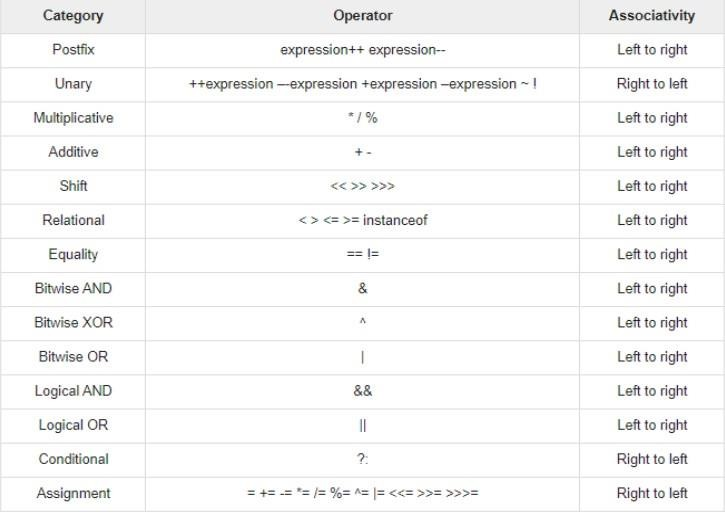 Category Operator Associativity
Postfix expression++ expression-- Left to right
Unary ++expression –-expression +expression –expression ~ ! Right to left
Multiplicative * / % Left to right
Additive + - Left to right
Shift << >> >>> Left to right
Relational < > <= >= instanceof Left to right
Equality == != Left to right
Bitwise AND & Left to right
Bitwise XOR ^ Left to right
Bitwise OR | Left to right
Logical AND && Left to right
Logical OR || Left to right
Conditional ?: Right to left
Assignment = += -= *= /= %= ^= |= <<= >>= >>>= Right to left